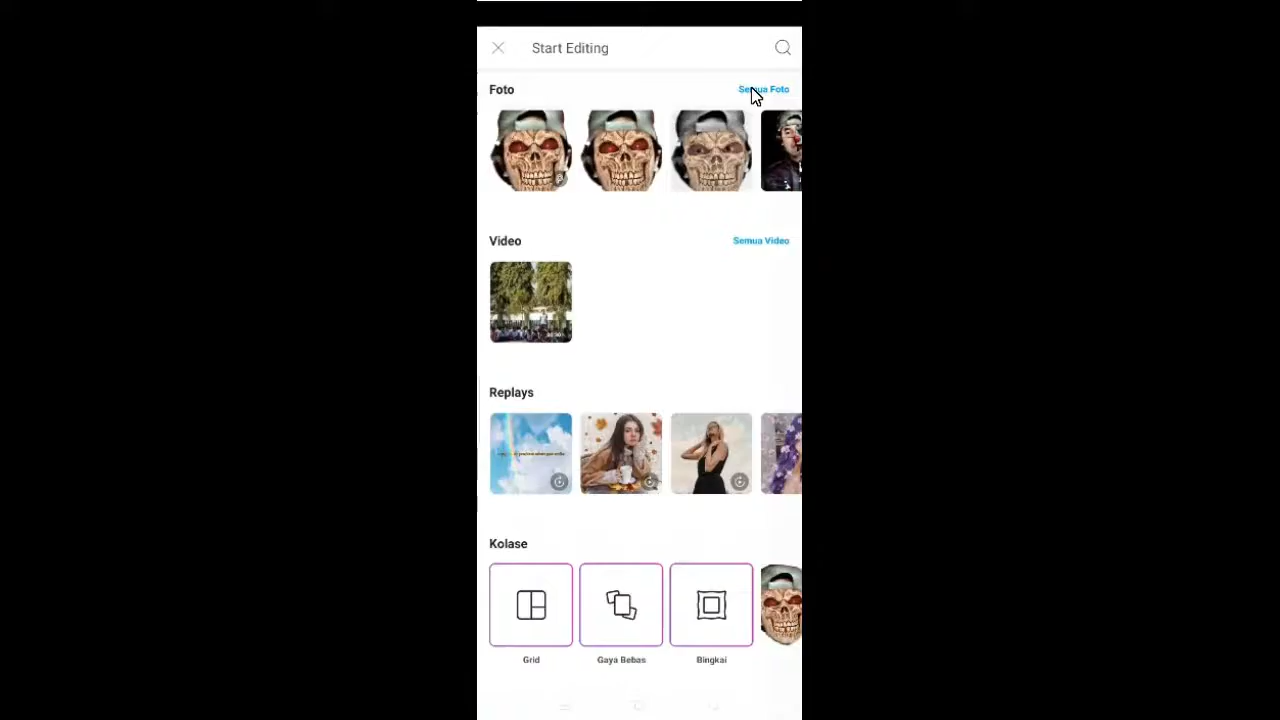 Start Editing
Foto
Semua Foto
Video
Semua Video
Replays
Kolase
Grid
Gaya Bebas
Bingkai